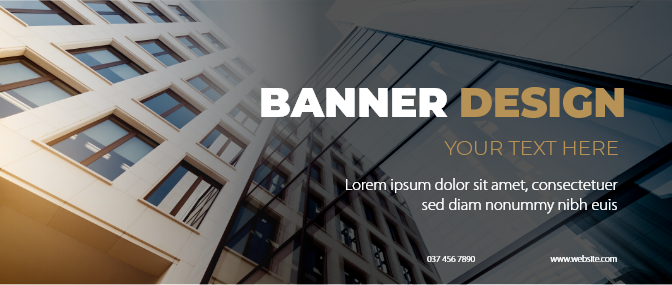 BANNER DESIGN
YOUR TEXT HERE
Lorem ipsum dolor sit amet, consectetuer
sed diam nonummy nibh euis
037 456 7890
www.website.com